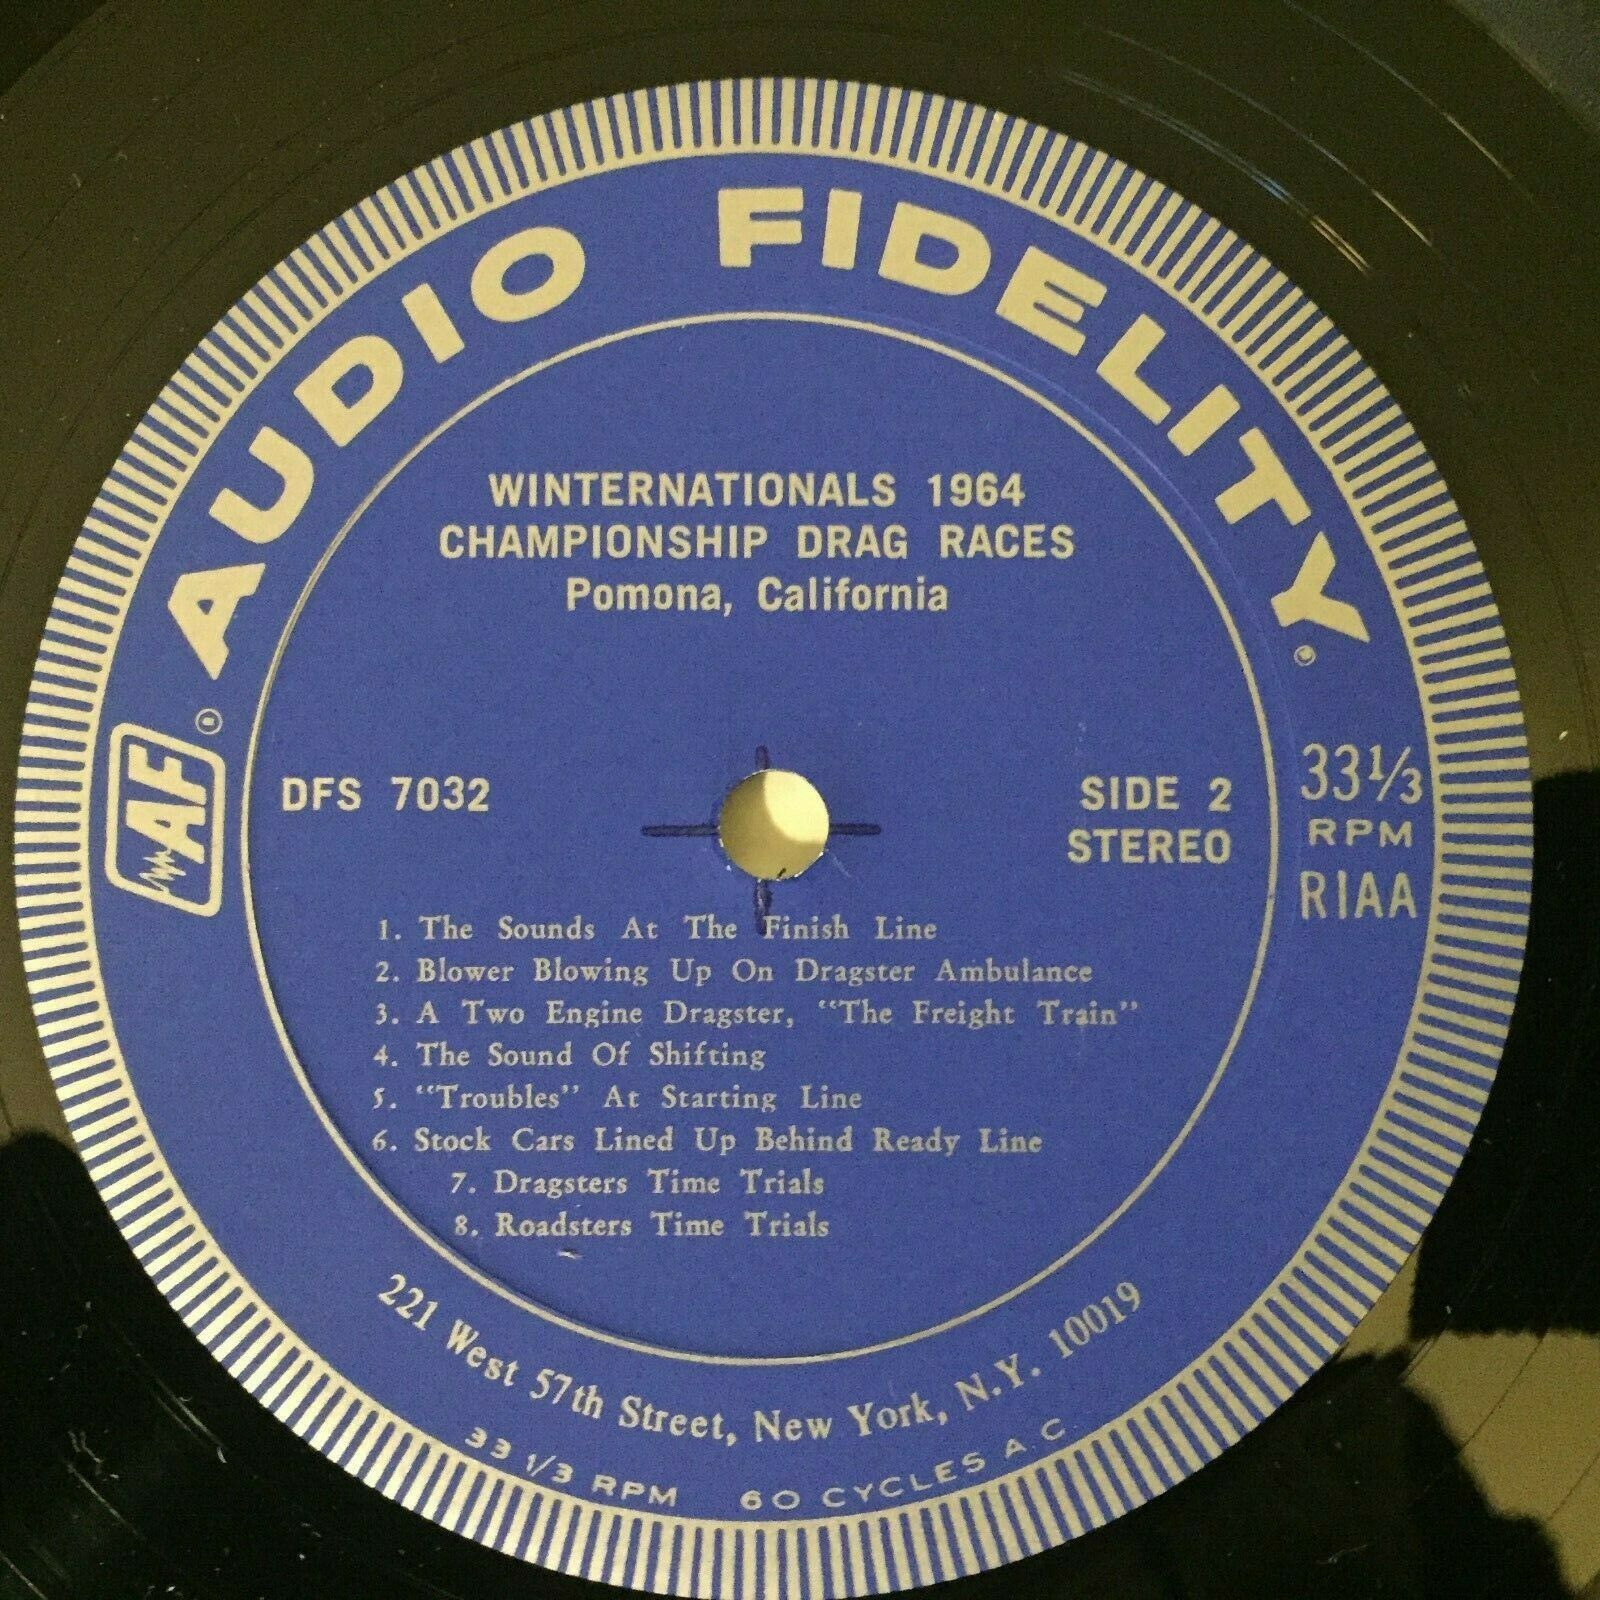 AUDIO FIDELITY
AF ®
WINTERNATIONALS 1964
CHAMPIONSHIP DRAG RACES
Pomona, California
DFS 7032
SIDE 2
STEREO
33 1/3
RPM
RIAA
1. The Sounds At The Finish Line
2. Blower Blowing Up On Dragster Ambulance
3. A Two Engine Dragster, “The Freight Train”
4. The Sound Of Shifting
5. “Troubles” At Starting Line
6. Stock Cars Lined Up Behind Ready Line
7. Dragsters Time Trials
8. Roadsters Time Trials
221 West 57th Street, New York, N.Y. 10019
33 1/3 RPM 60 CYCLES A.C.